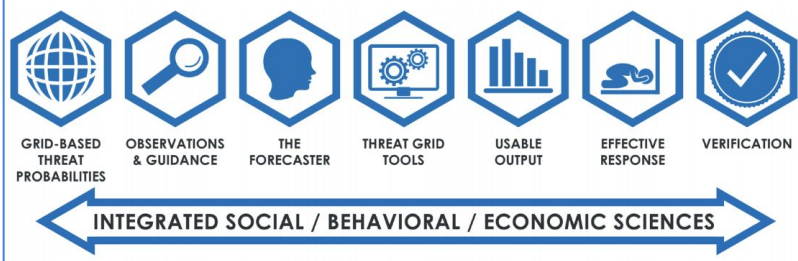 GRID-BASED
THREAT
PROBABILITIES
OBSERVATIONS
& GUIDANCE
THE
FORECASTER
THREAT GRID
TOOLS
USABLE
OUTPUT
EFFECTIVE
RESPONSE
VERIFICATION
INTEGRATED SOCIAL / BEHAVIORAL / ECONOMIC SCIENCES